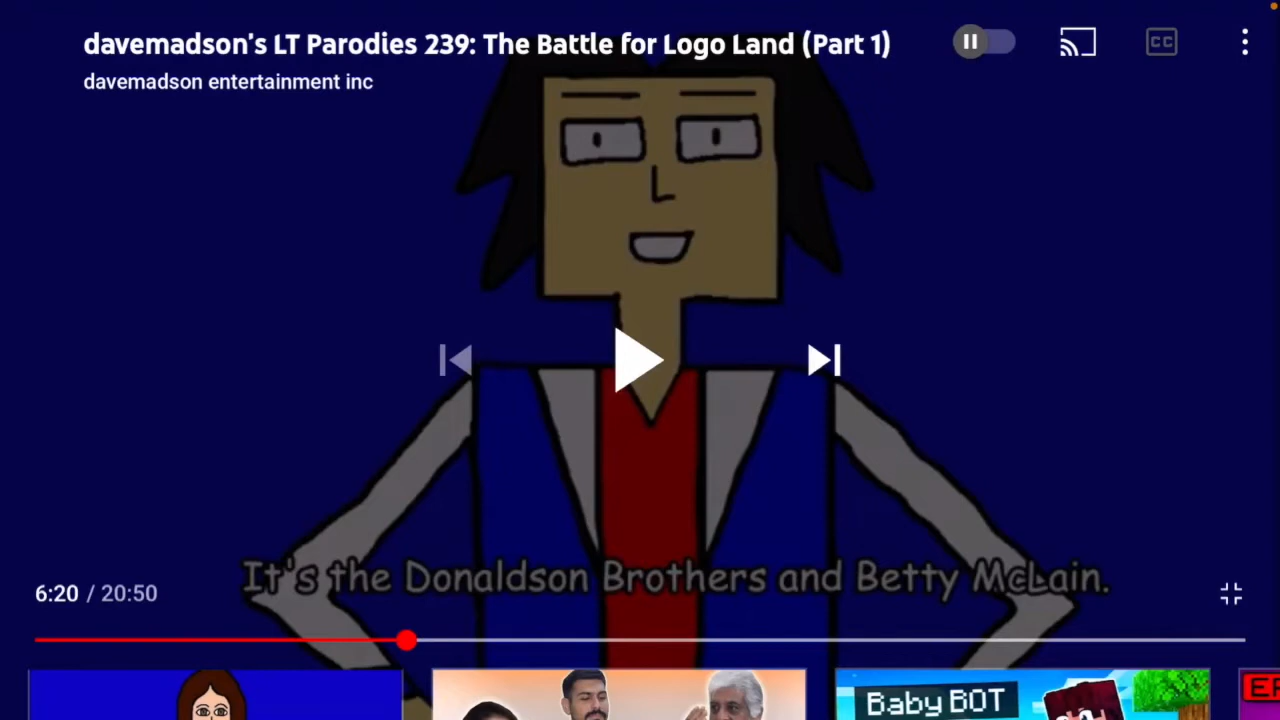 davemadson's LT Parodies 239: The Battle for Logo Land (Part 1)
davemadson entertainment inc
CC
It's the Donaldson Brothers and Betty McLain.
6:20 / 20:50
Baby BOT